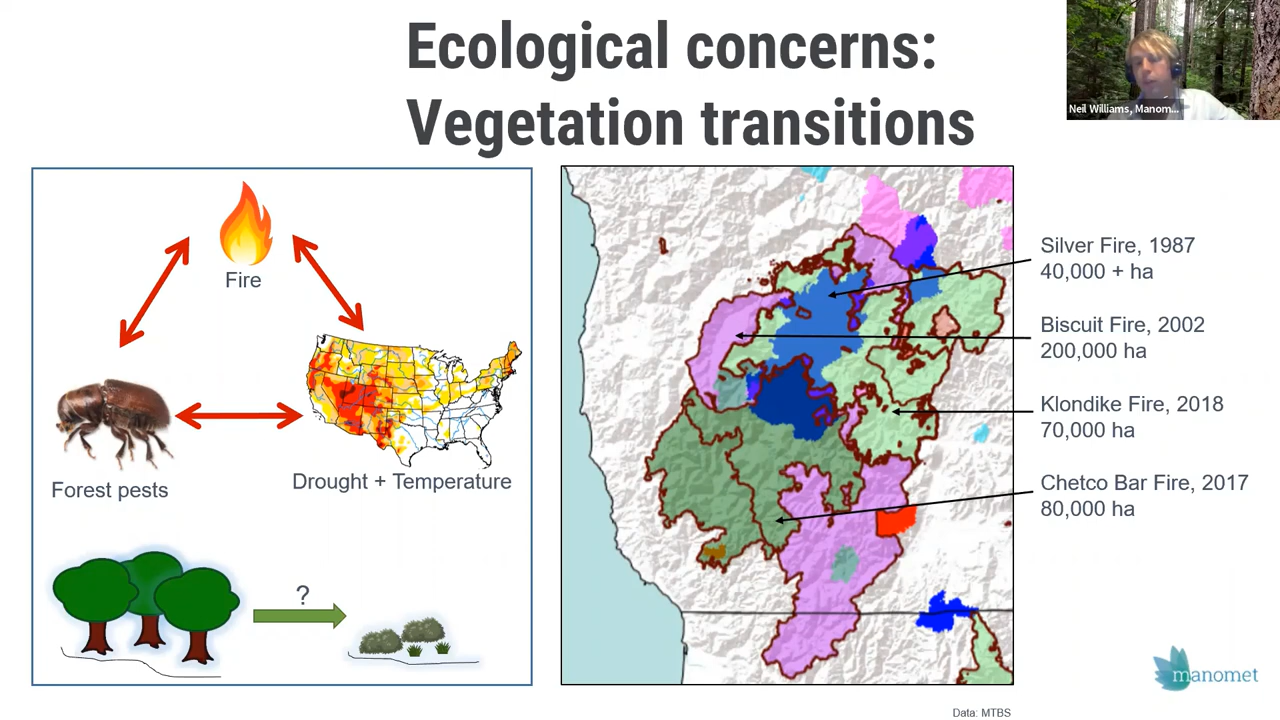 Ecological concerns:
Vegetation transitions
Neil Williams, Manom...
Fire
Forest pests
Drought + Temperature
?
Silver Fire, 1987
40,000 + ha
Biscuit Fire, 2002
200,000 ha
Klondike Fire, 2018
70,000 ha
Chetco Bar Fire, 2017
80,000 ha
manomet
Data: MTBS